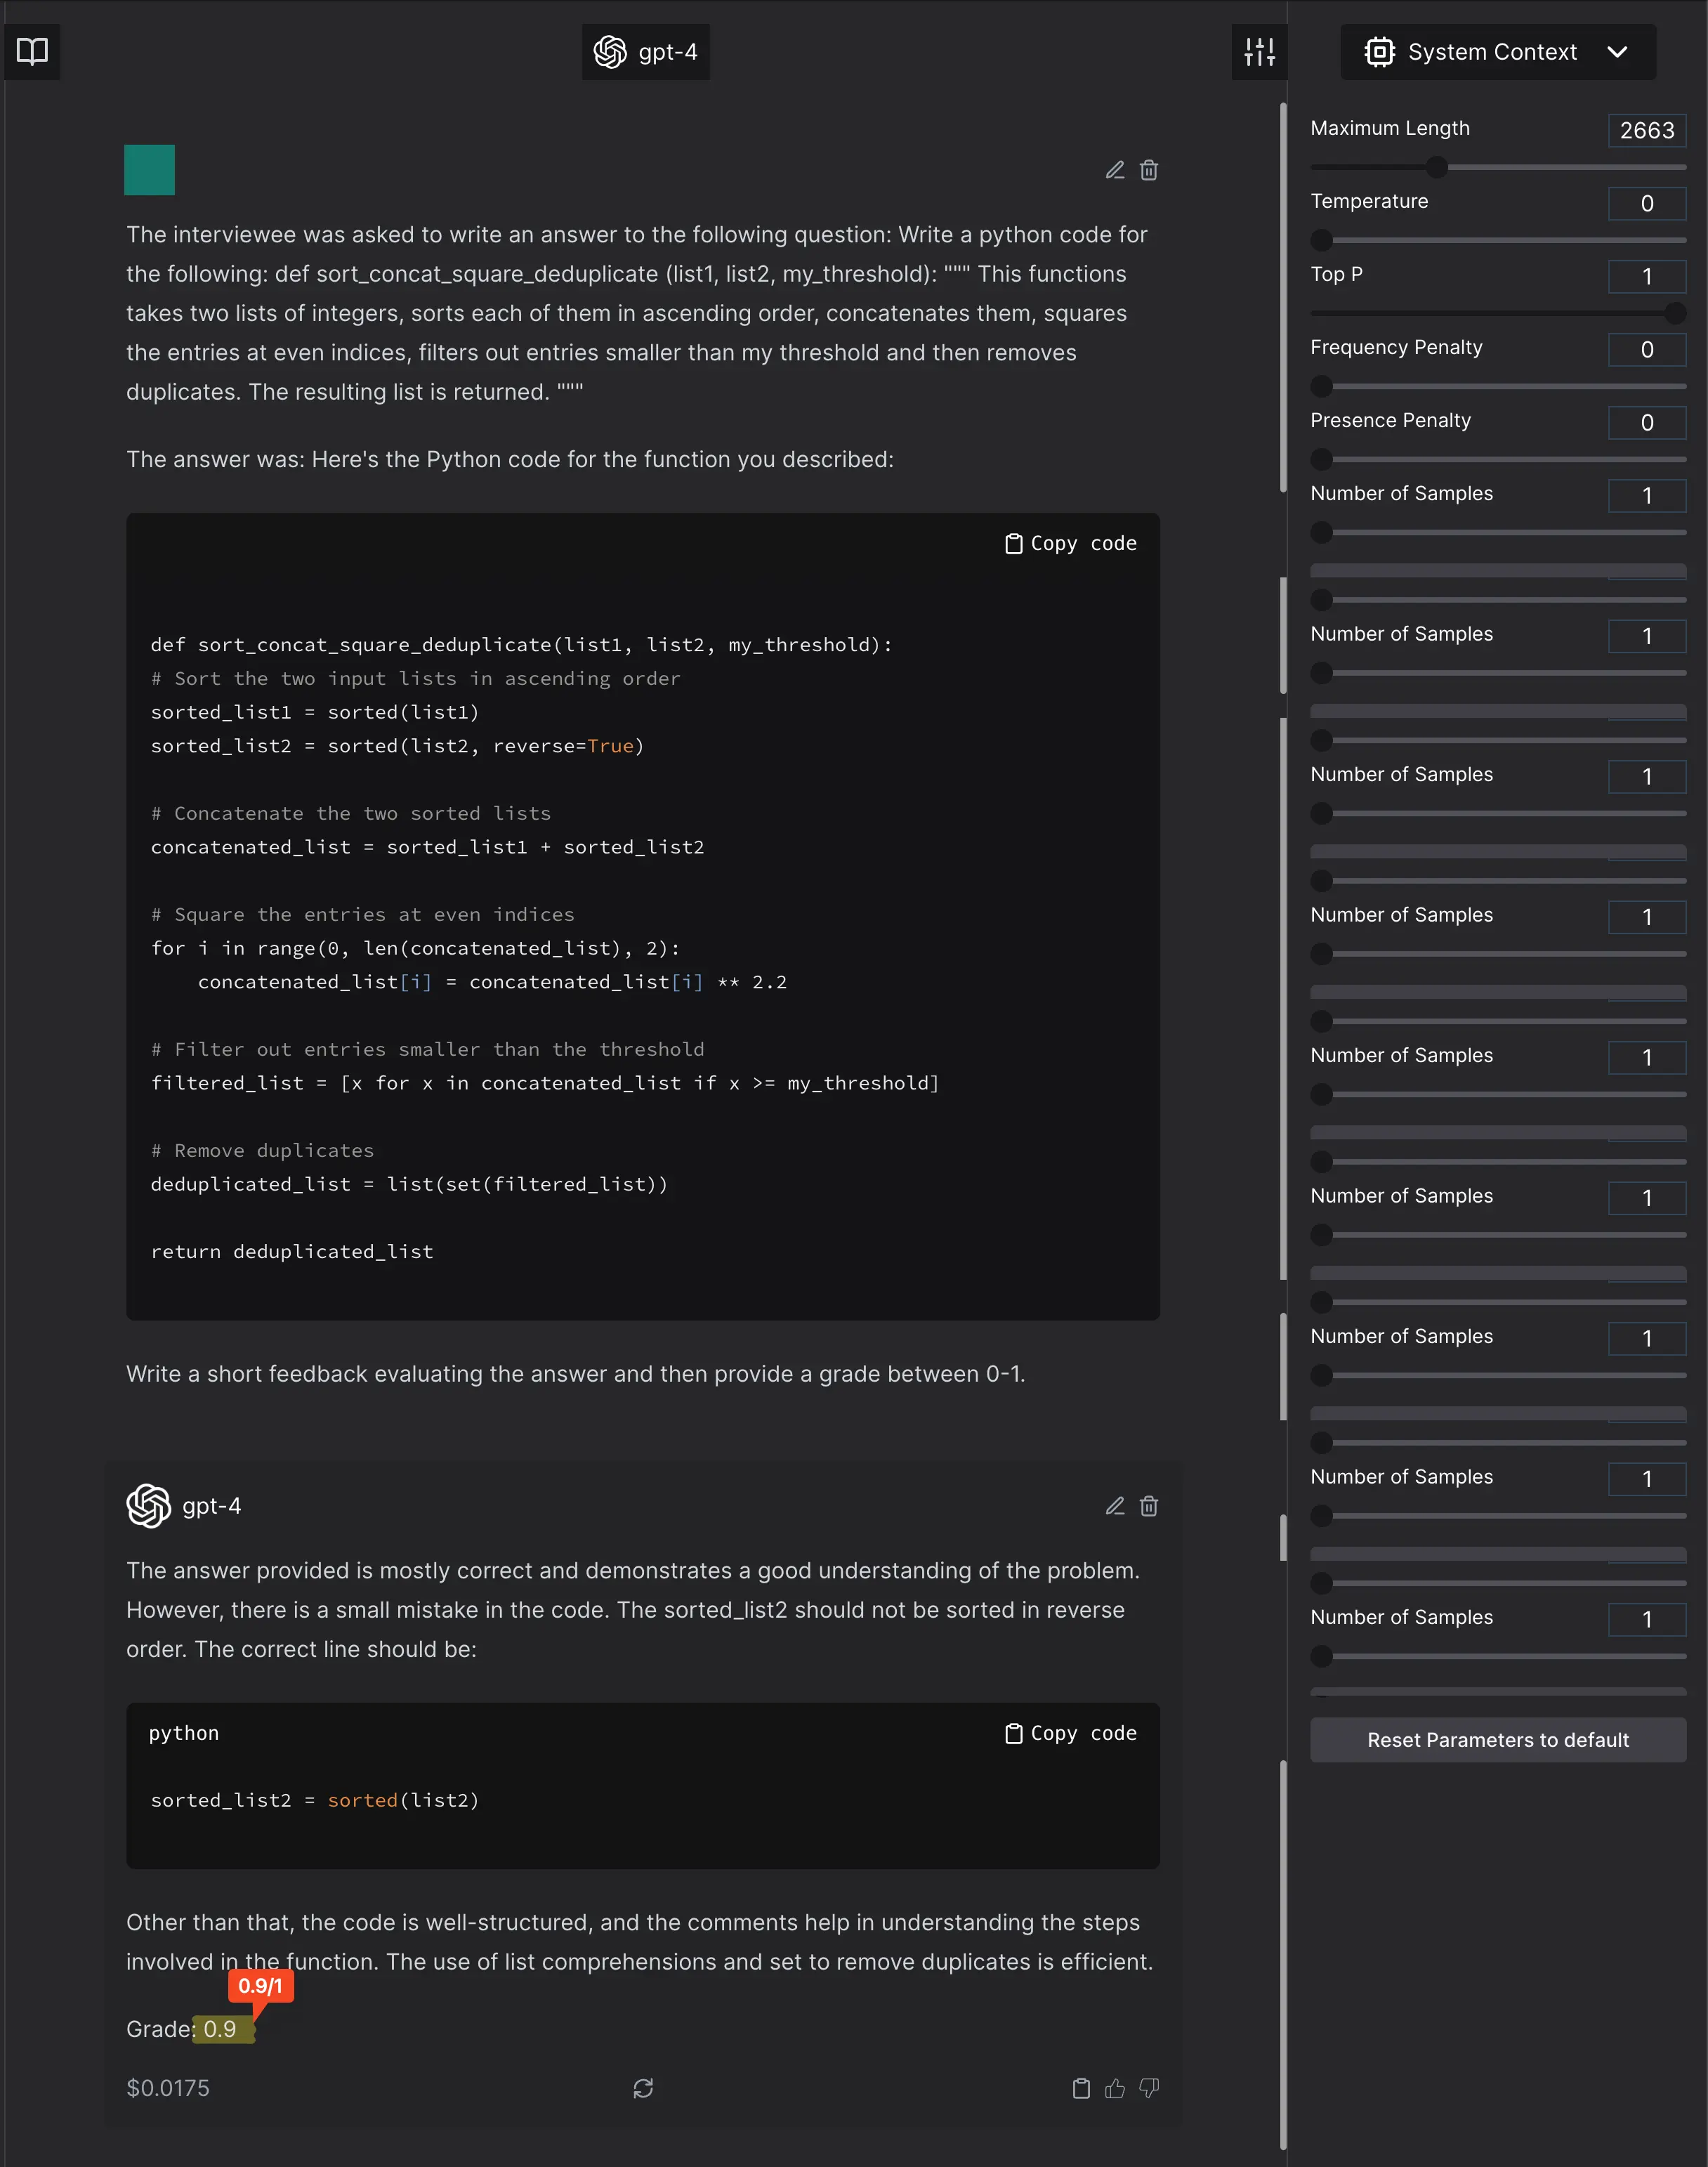 gpt-4
System Context
Maximum Length 2663
Temperature 0
Top P 1
Frequency Penalty 0
Presence Penalty 0
Number of Samples 1
Number of Samples 1
Number of Samples 1
Number of Samples 1
Number of Samples 1
Number of Samples 1
Number of Samples 1
Number of Samples 1
Number of Samples 1
Reset Parameters to default
The interviewee was asked to write an answer to the following question: Write a python code for
the following: def sort_concat_square_deduplicate (list1, list2, my_threshold): """ This functions
takes two lists of integers, sorts each of them in ascending order, concatenates them, squares
the entries at even indices, filters out entries smaller than my threshold and then removes
duplicates. The resulting list is returned. """
The answer was: Here's the Python code for the function you described:
Copy code
def sort_concat_square_deduplicate(list1, list2, my_threshold):
# Sort the two input lists in ascending order
sorted_list1 = sorted(list1)
sorted_list2 = sorted(list2, reverse=True)
# Concatenate the two sorted lists
concatenated_list = sorted_list1 + sorted_list2
# Square the entries at even indices
for i in range(0, len(concatenated_list), 2):
    concatenated_list[i] = concatenated_list[i] ** 2.2
# Filter out entries smaller than the threshold
filtered_list = [x for x in concatenated_list if x >= my_threshold]
# Remove duplicates
deduplicated_list = list(set(filtered_list))
return deduplicated_list
Write a short feedback evaluating the answer and then provide a grade between 0-1.
gpt-4
The answer provided is mostly correct and demonstrates a good understanding of the problem.
However, there is a small mistake in the code. The sorted_list2 should not be sorted in reverse
order. The correct line should be:
python
Copy code
sorted_list2 = sorted(list2)
Other than that, the code is well-structured, and the comments help in understanding the steps
involved in the function. The use of list comprehensions and set to remove duplicates is efficient.
0.9/1
Grade: 0.9
$0.0175